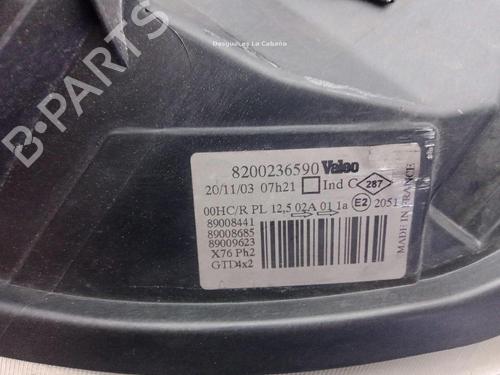 Desguaces La Cabaña
B-PARTS
8200236590 Valeo
20/11/03 07h21 Ind C 287
00HC/R PL 12,5 02A 01 1a E2 2051
89008441
89008685
89009623
X76 Ph2
GTD4x2
MADE IN FRANCE